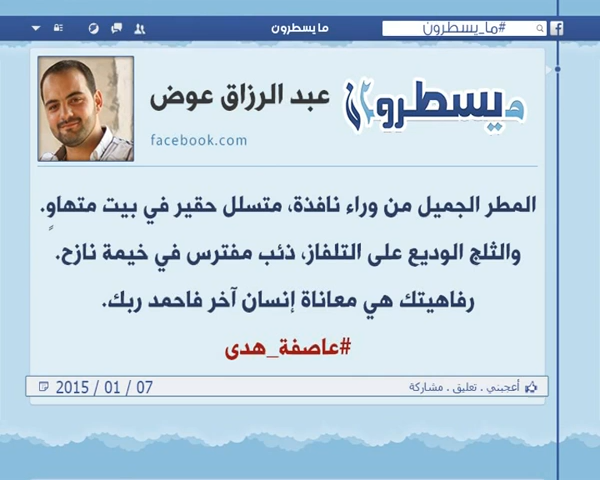 ما يسطرون
#ما_يسطرون
ما يسطرون
عبد الرزاق عوض
facebook.com
المطر الجميل من وراء نافذة، متسلل حقير في بيت متهاوٍ.
والثلج الوديع على التلفاز، ذئب مفترس في خيمة نازح.
رفاهيتك هي معاناة إنسان آخر فاحمد ربك.
#عاصفة_هدى
أعجبني . تعليق . مشاركة
2015 / 01 / 07